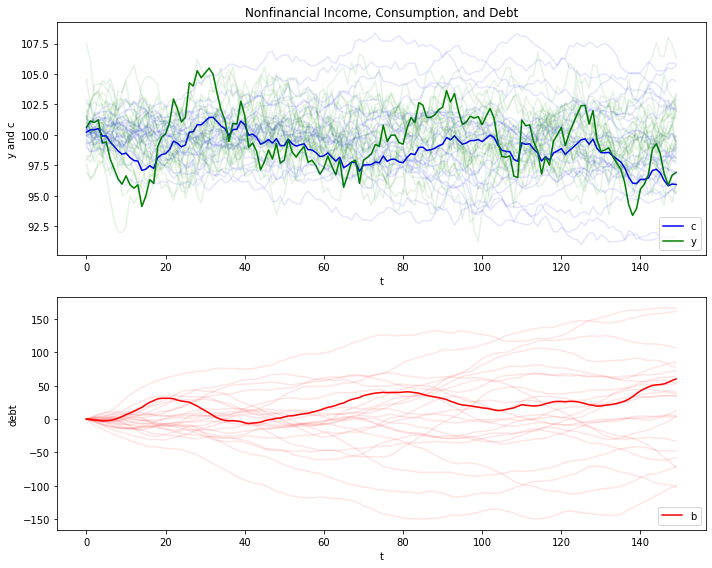 Nonfinancial Income, Consumption, and Debt
107.5
105.0
102.5
100.0
97.5
95.0
92.5
y and c
0 20 40 60 80 100 120 140
t
c
y
150
100
50
0
−50
−100
−150
debt
0 20 40 60 80 100 120 140
t
b